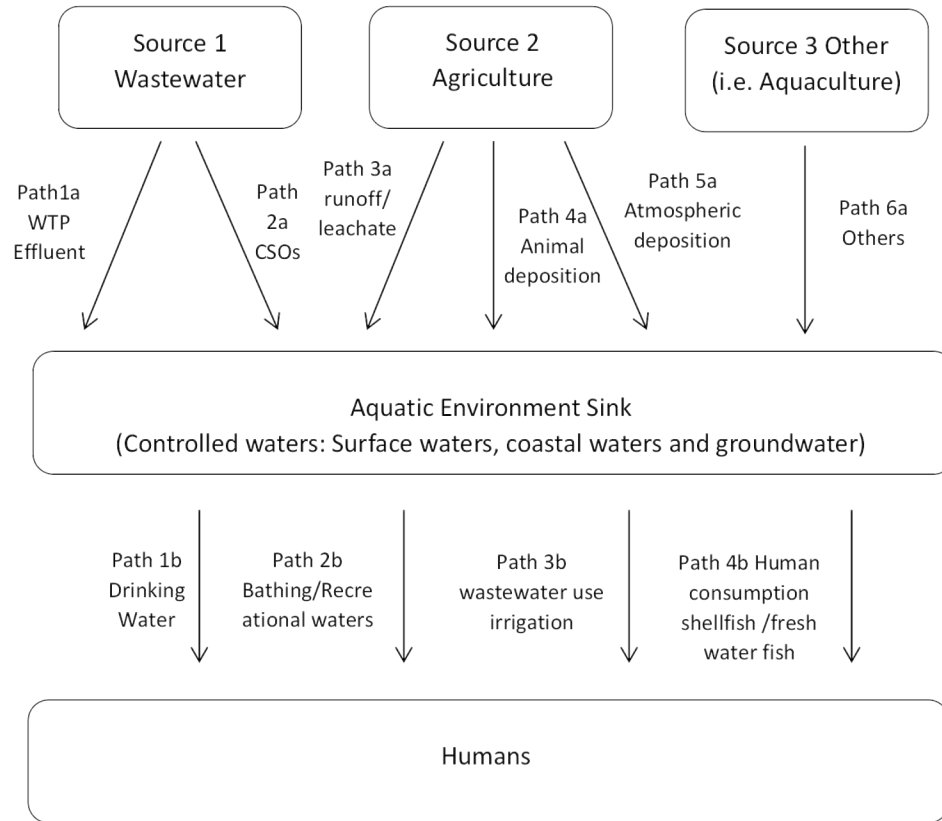 Source 1
Wastewater
Source 2
Agriculture
Source 3 Other
(i.e. Aquaculture)
Path1a
WTP
Effluent
Path
2a
CSOs
Path 3a
runoff/
leachate
Path 4a
Animal
deposition
Path 5a
Atmospheric
deposition
Path 6a
Others
Aquatic Environment Sink
(Controlled waters: Surface waters, coastal waters and groundwater)
Path 1b
Drinking
Water
Path 2b
Bathing/Recre
ational waters
Path 3b
wastewater use
irrigation
Path 4b Human
consumption
shellfish /fresh
water fish
Humans